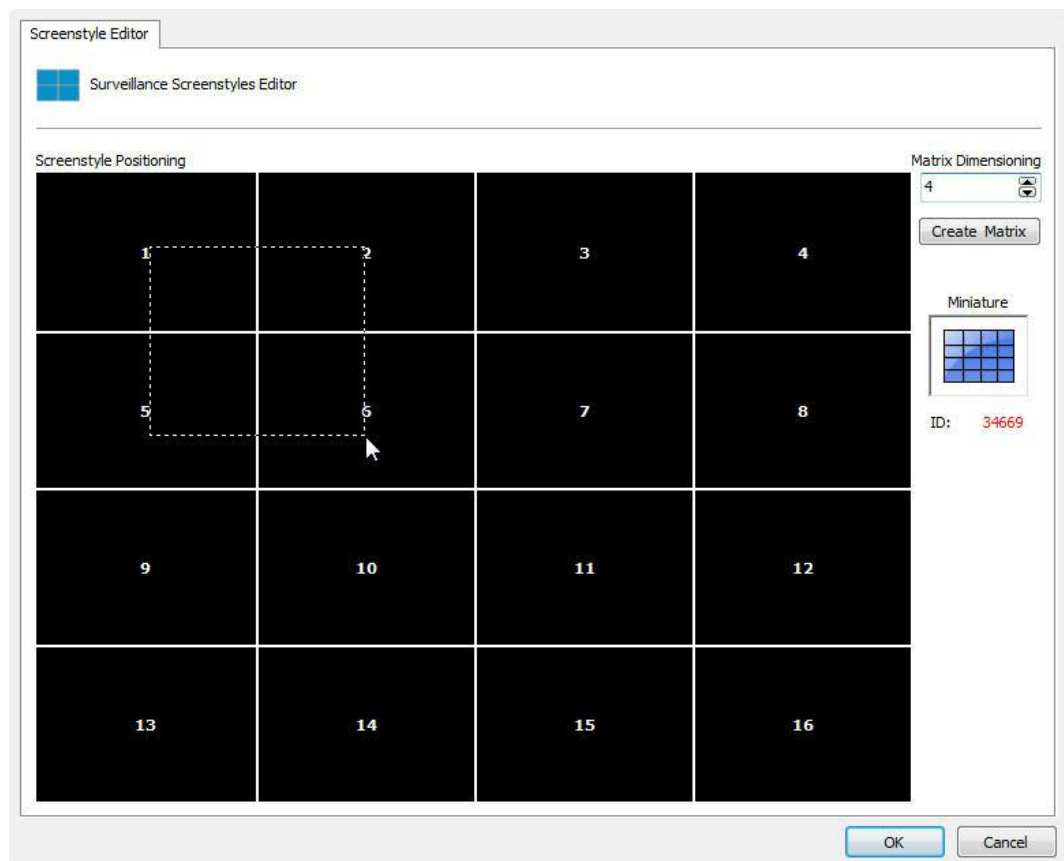 Screenstyle Editor
Surveillance Screenstyles Editor
Screenstyle Positioning
Matrix Dimensioning
4
Create Matrix
1 2 3 4
Miniature
5 6 7 8
ID: 34669
9 10 11 12
13 14 15 16
OK Cancel